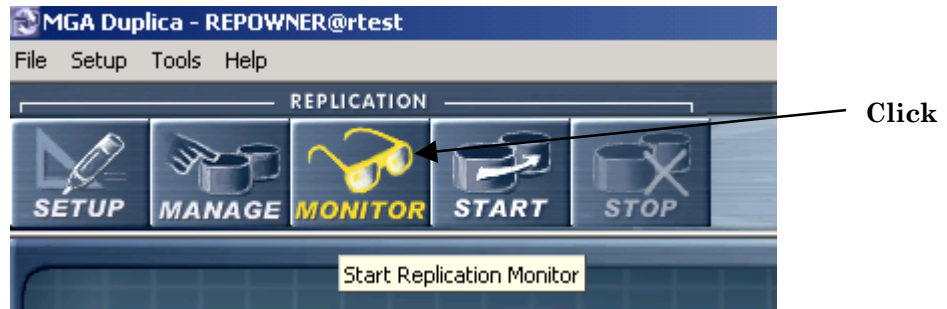 MGA Duplica - REPOWNER@rtest
File Setup Tools Help
REPLICATION
Click
SETUP MANAGE MONITOR START STOP
Start Replication Monitor